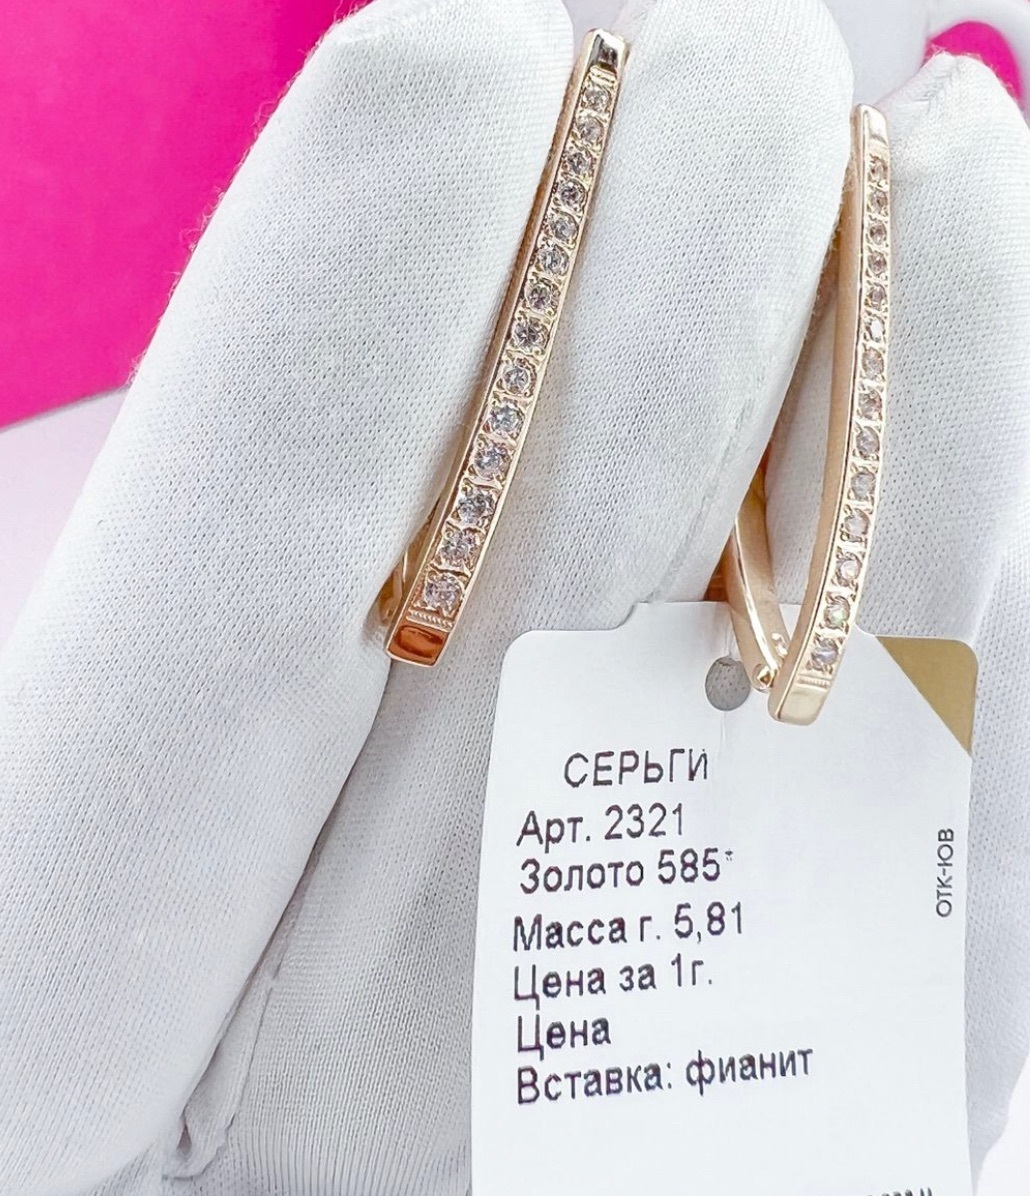 СЕРЬГИ
Арт. 2321
Золото 585*
Масса г. 5,81
Цена за 1г.
Цена
Вставка: фианит
ОТК-ЮВ